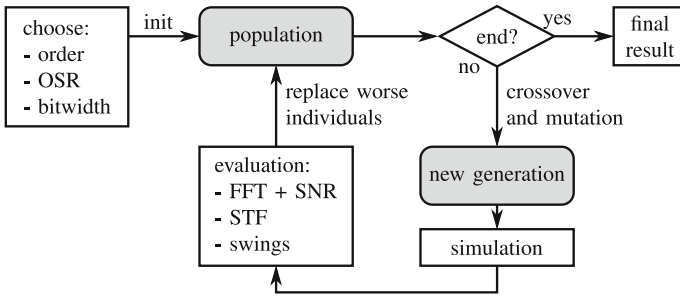 choose:
- order
- OSR
- bitwidth
init
population
end?
yes
no
final
result
replace worse
individuals
crossover
and mutation
evaluation:
- FFT + SNR
- STF
- swings
new generation
simulation